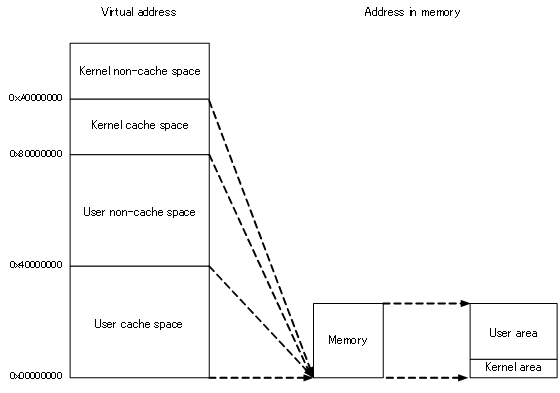 Virtual address
Address in memory
Kernel non-cache space
0xA0000000
Kernel cache space
0x80000000
User non-cache space
0x40000000
User cache space
0x00000000
Memory
User area
Kernel area